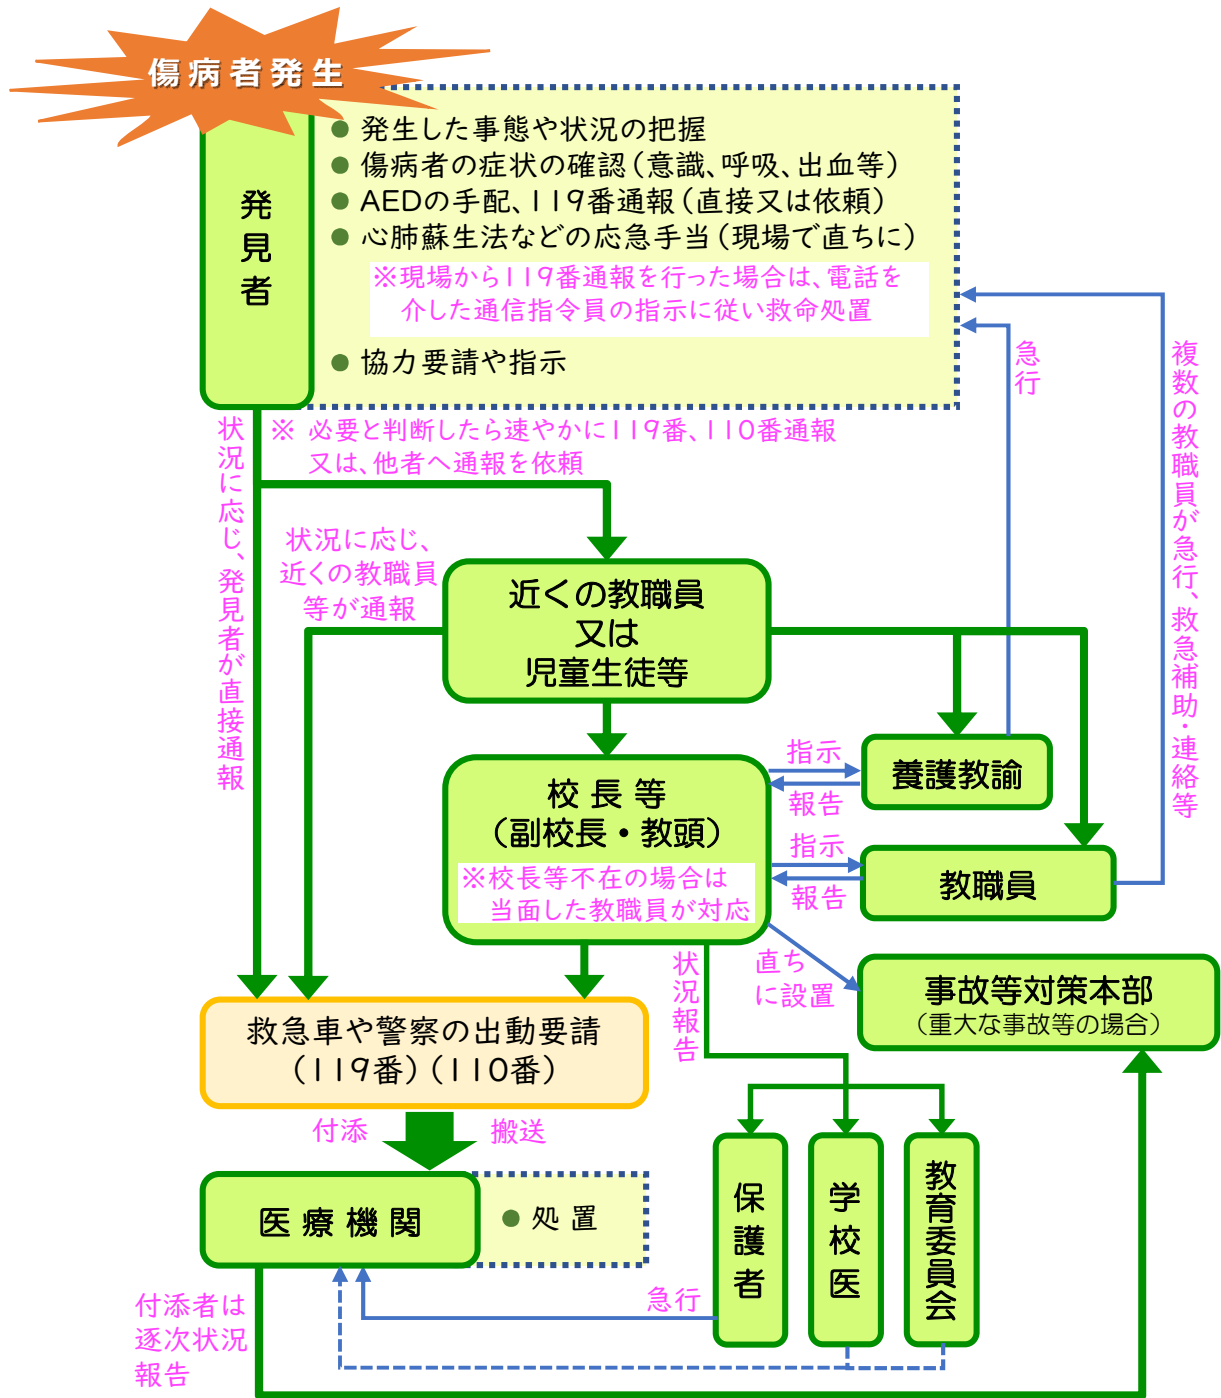 傷病者発生
発見者
● 発生した事態や状況の把握
● 傷病者の症状の確認（意識、呼吸、出血等）
● AEDの手配、119番通報（直接又は依頼）
● 心肺蘇生法などの応急手当（現場で直ちに）
※現場から119番通報を行った場合は、電話を
介した通信指令員の指示に従い救命処置
● 協力要請や指示
※ 必要と判断したら速やかに119番、110番通報
又は、他者へ通報を依頼
状況に応じ、発見者が直接通報
急行
複数の教職員が急行、救急補助・連絡等
状況に応じ、
近くの教職員
等が通報
近くの教職員
又は
児童生徒等
校長等
（副校長・教頭）
※校長等不在の場合は
当面した教職員が対応
指示
報告
養護教諭
指示
報告
教職員
直ち
に設置
事故等対策本部
（重大な事故等の場合）
状況報告
救急車や警察の出動要請
（119番）（110番）
付添
搬送
医療機関
● 処置
保護者
学校医
教育委員会
急行
付添者は
逐次状況
報告